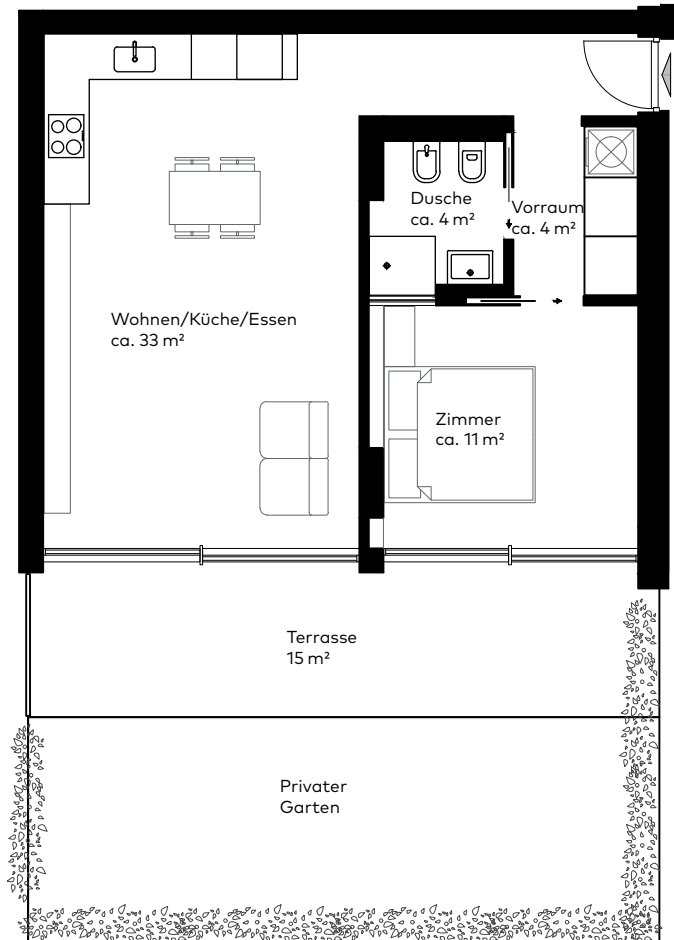 Dusche
ca. 4 m²
Vorraum
ca. 4 m²
Wohnen/Küche/Essen
ca. 33 m²
Zimmer
ca. 11 m²
Terrasse
15 m²
Privater
Garten